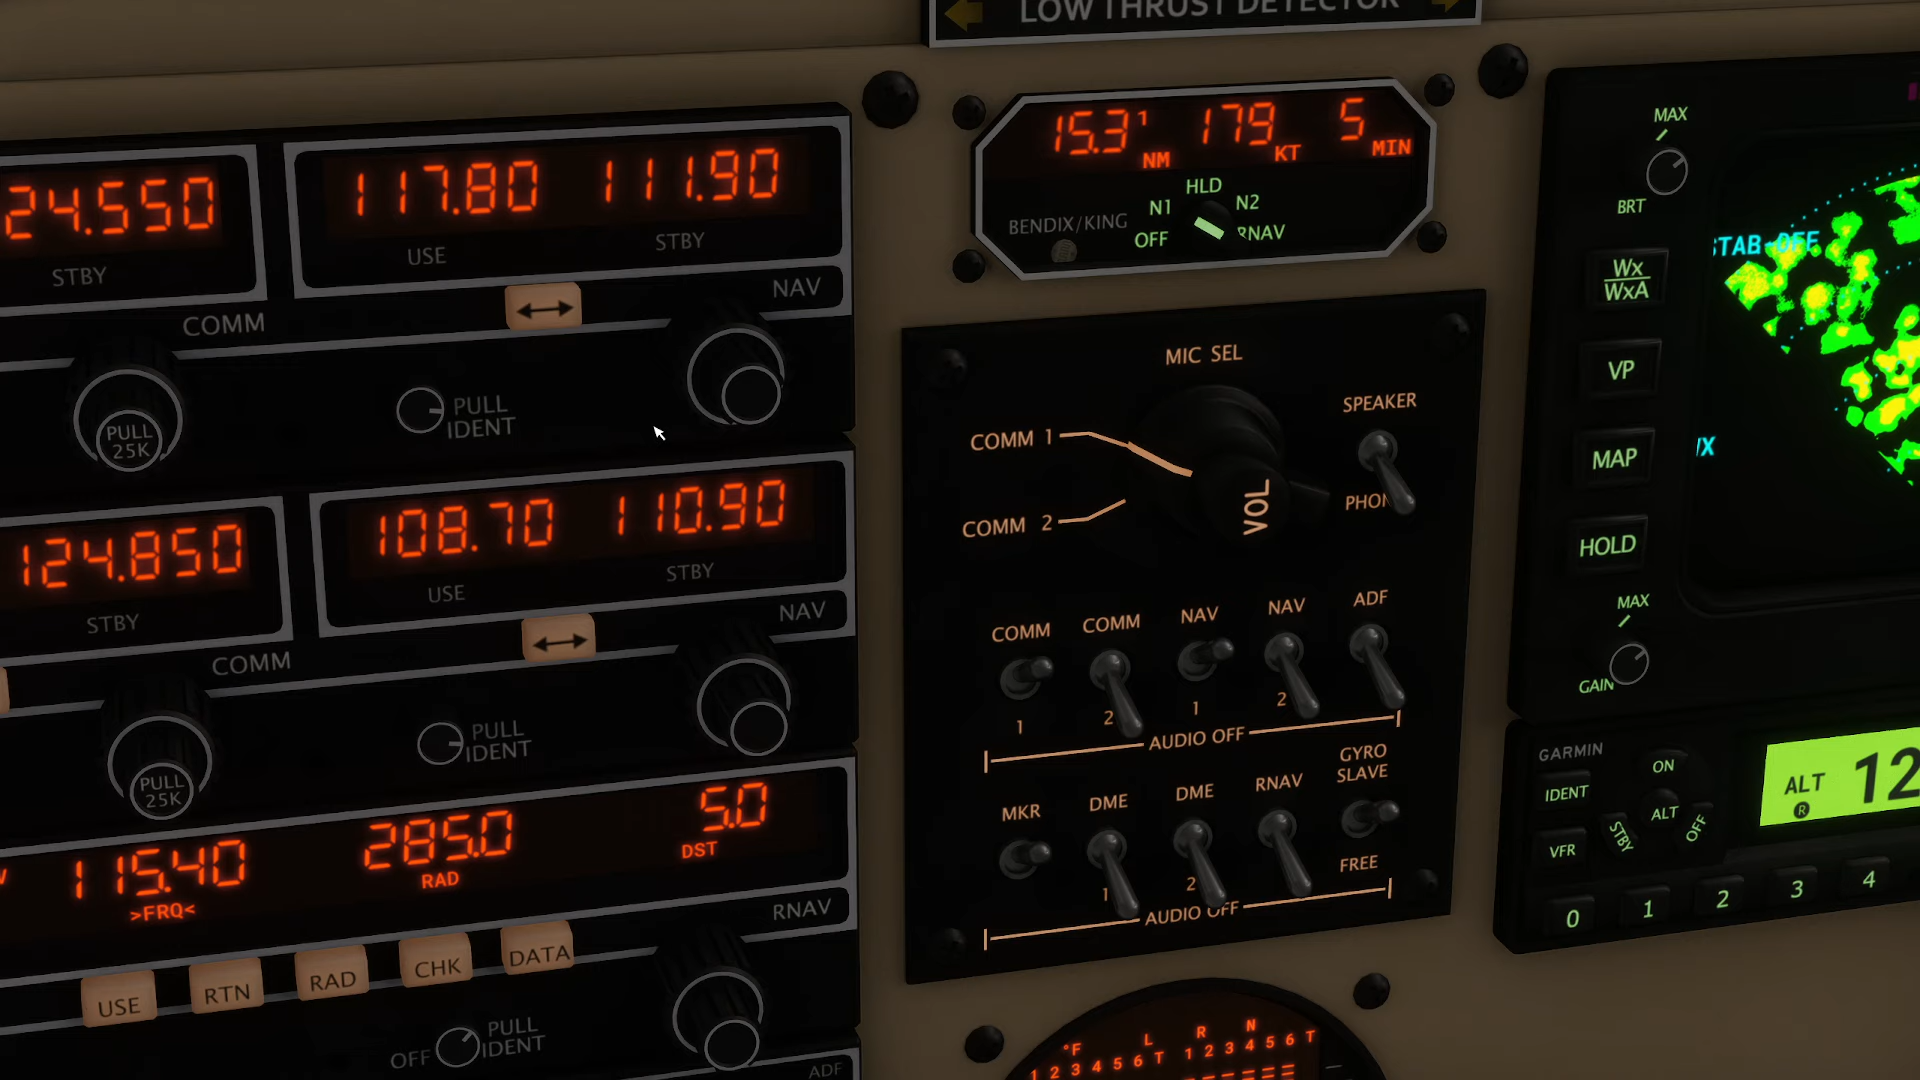 LOW THRUST DETECTOR
24.550
STBY
117.80 111.90
USE STBY
COMM
NAV
PULL
25K
PULL
IDENT
124.850
STBY
108.70 110.90
USE STBY
COMM
NAV
PULL
25K
PULL
IDENT
115.40 285.0 5.0
>FRQ< RAD DST
RNAV
USE RTN RAD CHK DATA
OFF PULL
IDENT
ADF
15.3 1 179 5
NM KT MIN
HLD
N1 N2
BENDIX/KING OFF RNAV
MIC SEL
COMM 1
COMM 2
VOL
SPEAKER
PHON
COMM COMM NAV NAV ADF
1 2 1 2
AUDIO OFF
GYRO
SLAVE
MKR DME DME RNAV
1 2 FREE
AUDIO OFF
°F L R N
1 2 3 4 5 6 T 1 2 3 4 5 6 T
MAX
BRT
STAB-OFF
Wx
WxA
VP
MAP
HOLD
MAX
GAIN
GARMIN
IDENT
VFR
ON
ALT
STBY
OFF
ALT 12
R
0 1 2 3 4